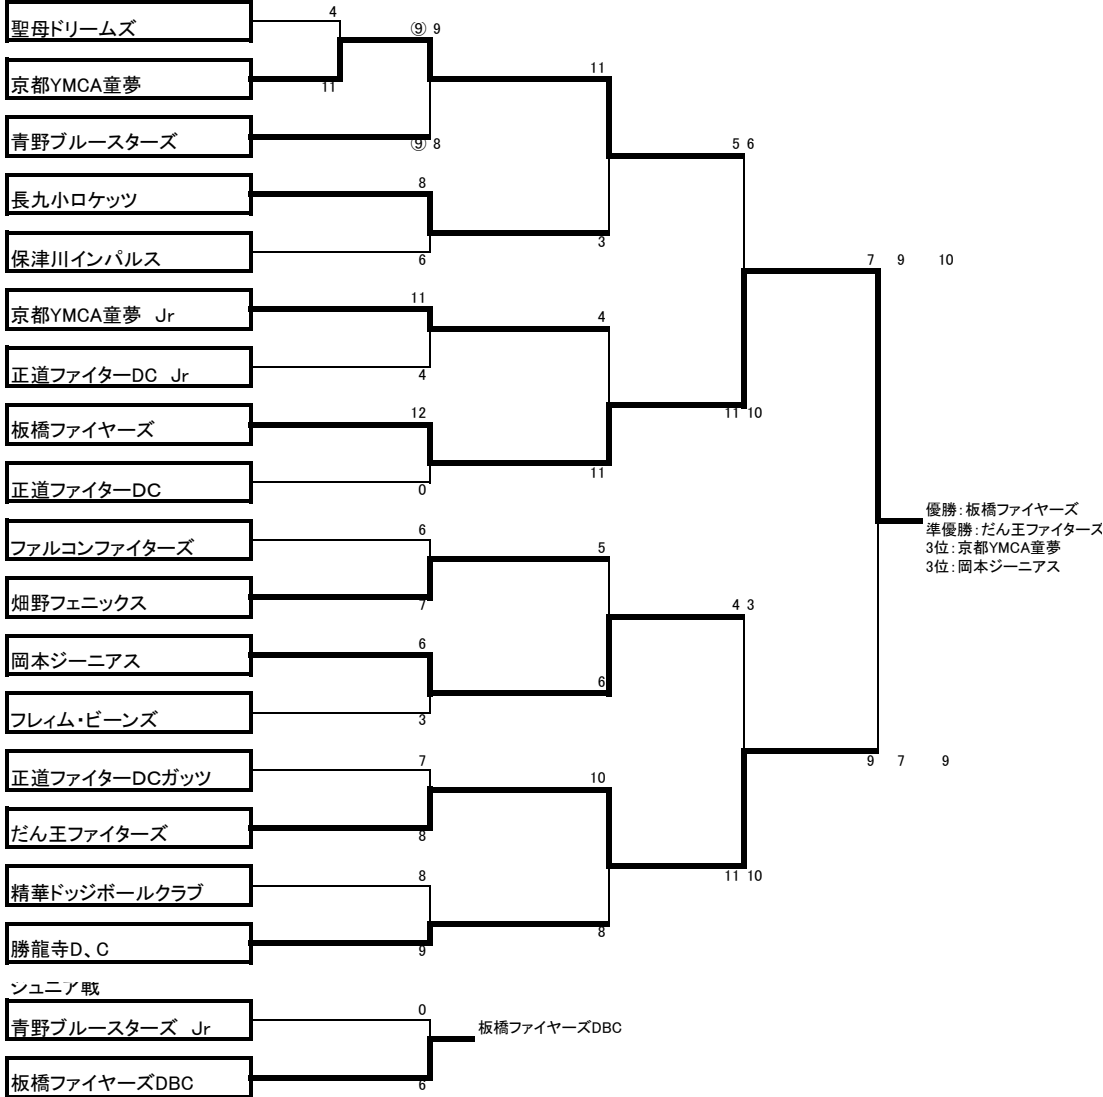 4
聖母ドリームズ
⑨ 9
11
京都YMCA童夢
11
青野ブルースターズ
⑨ 8
5 6
8
長九小ロケッツ
3
保津川インパルス
6
7 9 10
11
京都YMCA童夢 Jr
4
正道ファイターDC Jr
4
12
11 10
板橋ファイヤーズ
11
正道ファイターDC
0
優勝:板橋ファイヤーズ
準優勝:だん王ファイターズ
3位:京都YMCA童夢
3位:岡本ジーニアス
6
ファルコンファイターズ
5
畑野フェニックス
7
4 3
6
岡本ジーニアス
6
フレィム・ビーンズ
3
7
9 7 9
正道ファイターDCガッツ
10
だん王ファイターズ
8
8
11 10
精華ドッジボールクラブ
8
勝龍寺D、C
9
ジュニア戦
0
青野ブルースターズ Jr
板橋ファイヤーズDBC
板橋ファイヤーズDBC
6